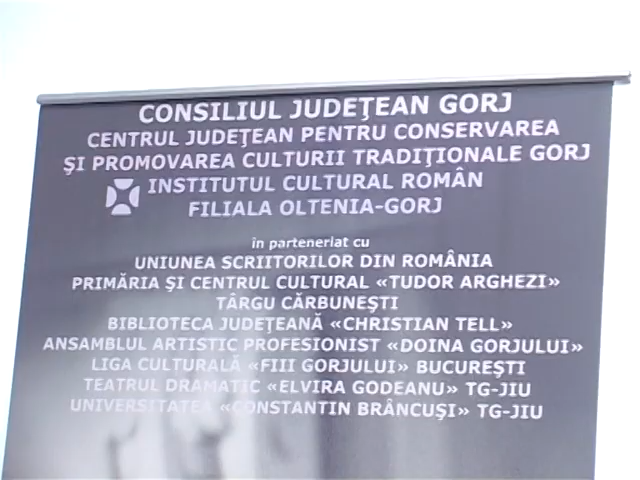 CONSILIUL JUDEŢEAN GORJ
CENTRUL JUDEŢEAN PENTRU CONSERVAREA
ŞI PROMOVAREA CULTURII TRADIŢIONALE GORJ
INSTITUTUL CULTURAL ROMÂN
FILIALA OLTENIA-GORJ
în parteneriat cu
UNIUNEA SCRIITORILOR DIN ROMÂNIA
PRIMĂRIA ŞI CENTRUL CULTURAL «TUDOR ARGHEZI»
TÂRGU CĂRBUNEŞTI
BIBLIOTECA JUDEŢEANĂ «CHRISTIAN TELL»
ANSAMBLUL ARTISTIC PROFESIONIST «DOINA GORJULUI»
LIGA CULTURALĂ «FIII GORJULUI» BUCUREŞTI
TEATRUL DRAMATIC «ELVIRA GODEANU» TG-JIU
UNIVERSITATEA «CONSTANTIN BRÂNCUŞI» TG-JIU